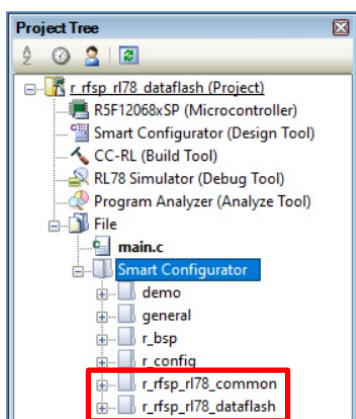 Project Tree
r_rfsp_rl78_dataflash (Project)
R5F12068xSP (Microcontroller)
Smart Configurator (Design Tool)
CC-RL (Build Tool)
RL78 Simulator (Debug Tool)
Program Analyzer (Analyze Tool)
File
main.c
Smart Configurator
demo
general
r_bsp
r_config
r_rfsp_rl78_common
r_rfsp_rl78_dataflash